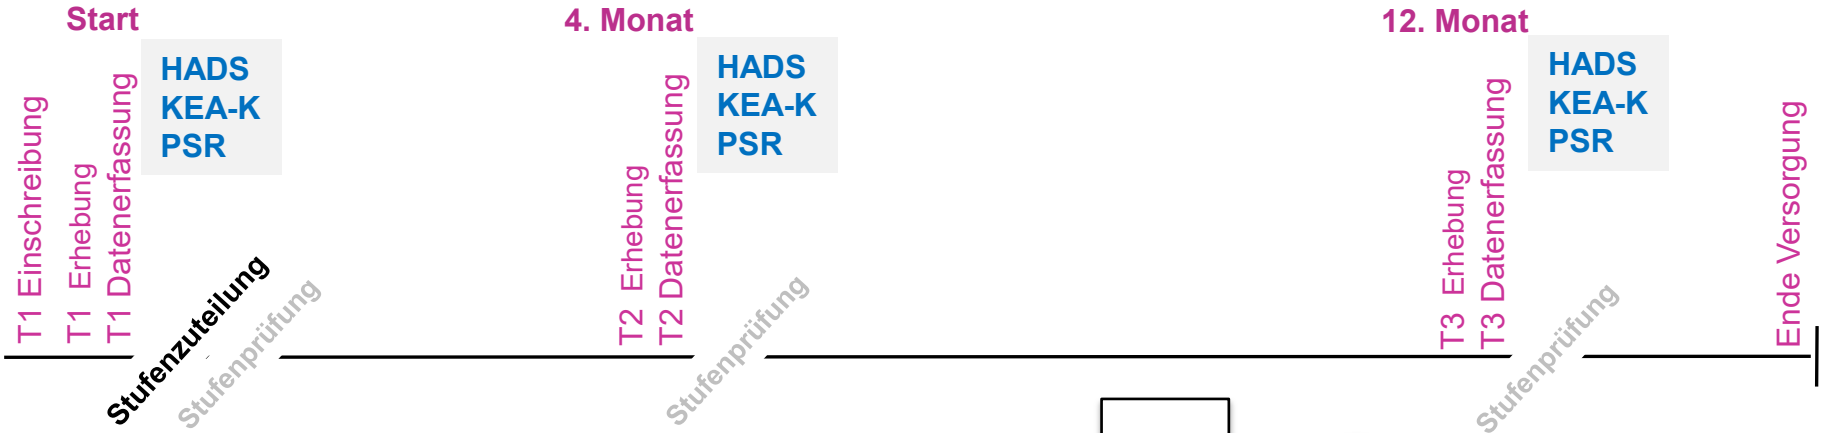 Start
T1 Einschreibung
T1 Erhebung
T1 Datenerfassung
HADS
KEA-K
PSR
Stufenzuteilung
Stufenprüfung
4. Monat
T2 Erhebung
T2 Datenerfassung
HADS
KEA-K
PSR
Stufenprüfung
12. Monat
T3 Erhebung
T3 Datenerfassung
HADS
KEA-K
PSR
Stufenprüfung
Ende Versorgung